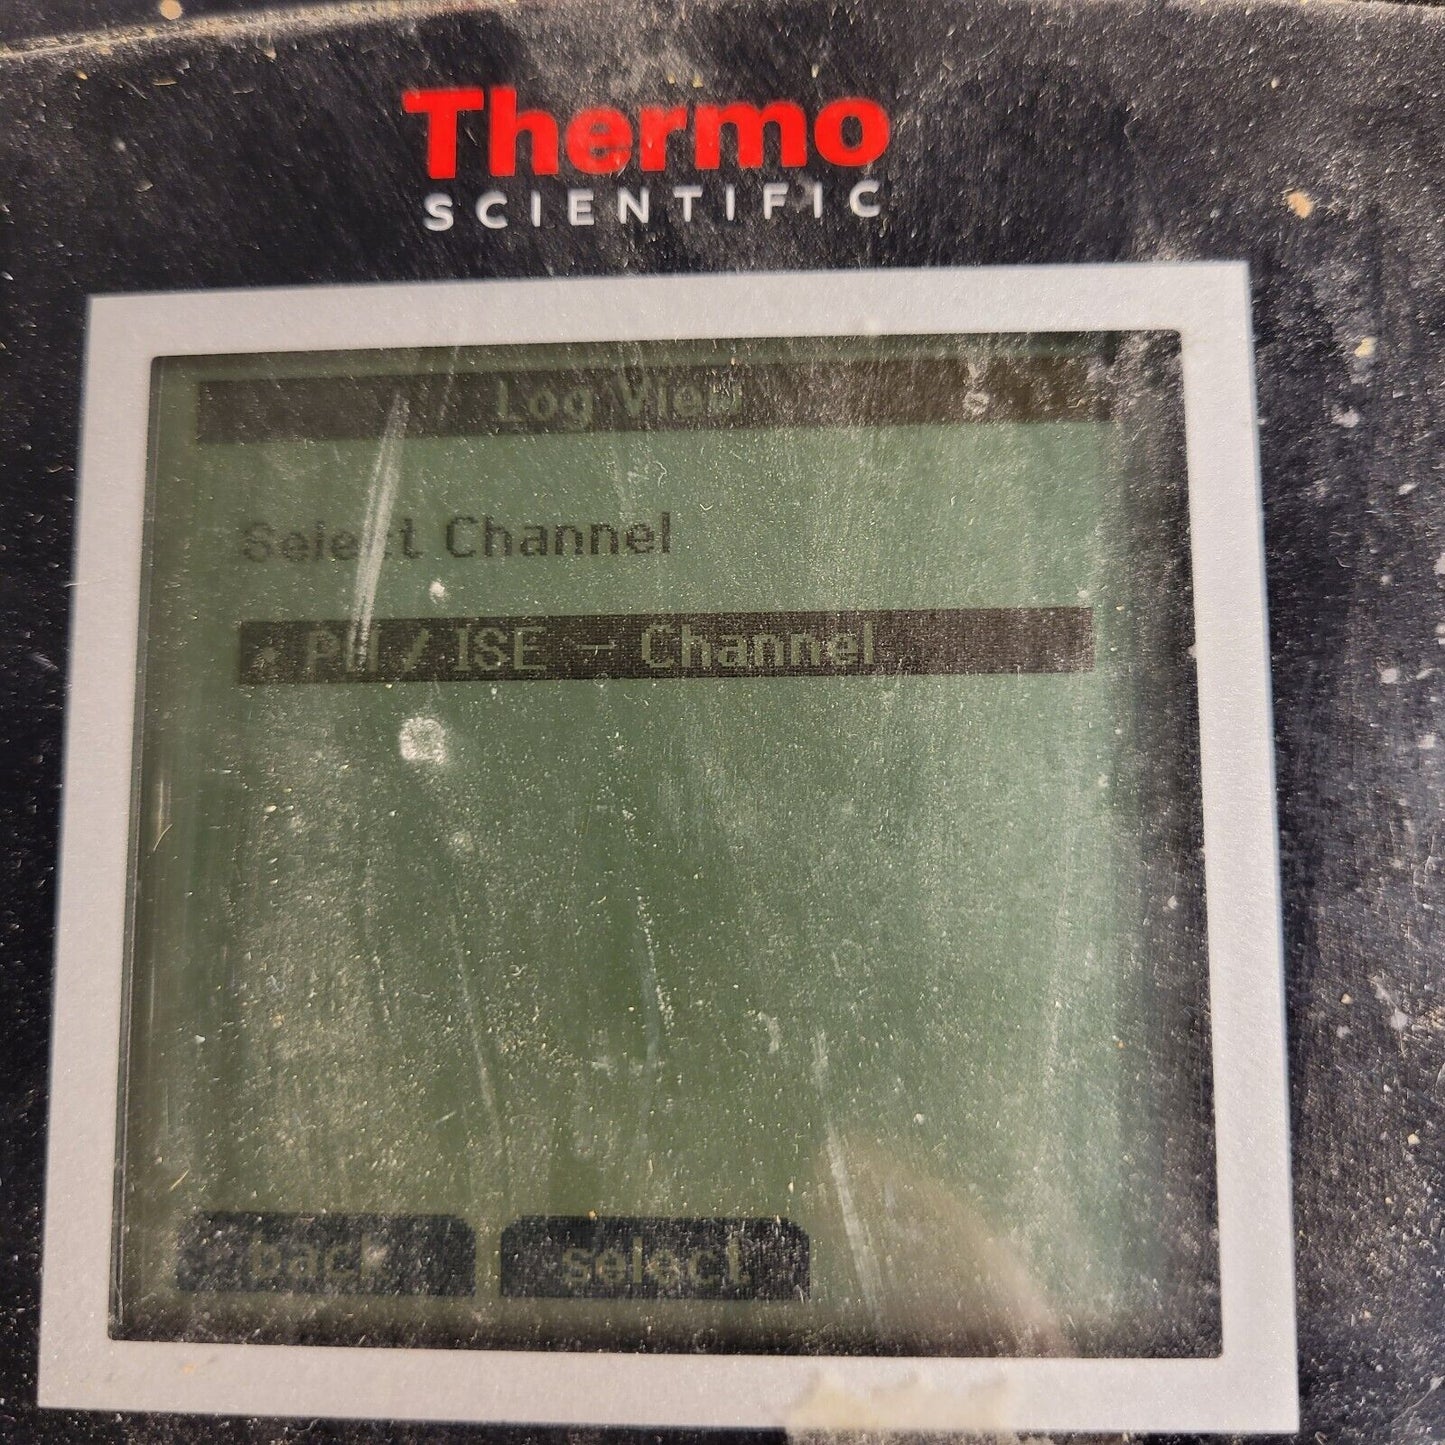 Thermo
SCIENTIFIC
Log View
Select Channel
PH / ISE - Channel
back
select